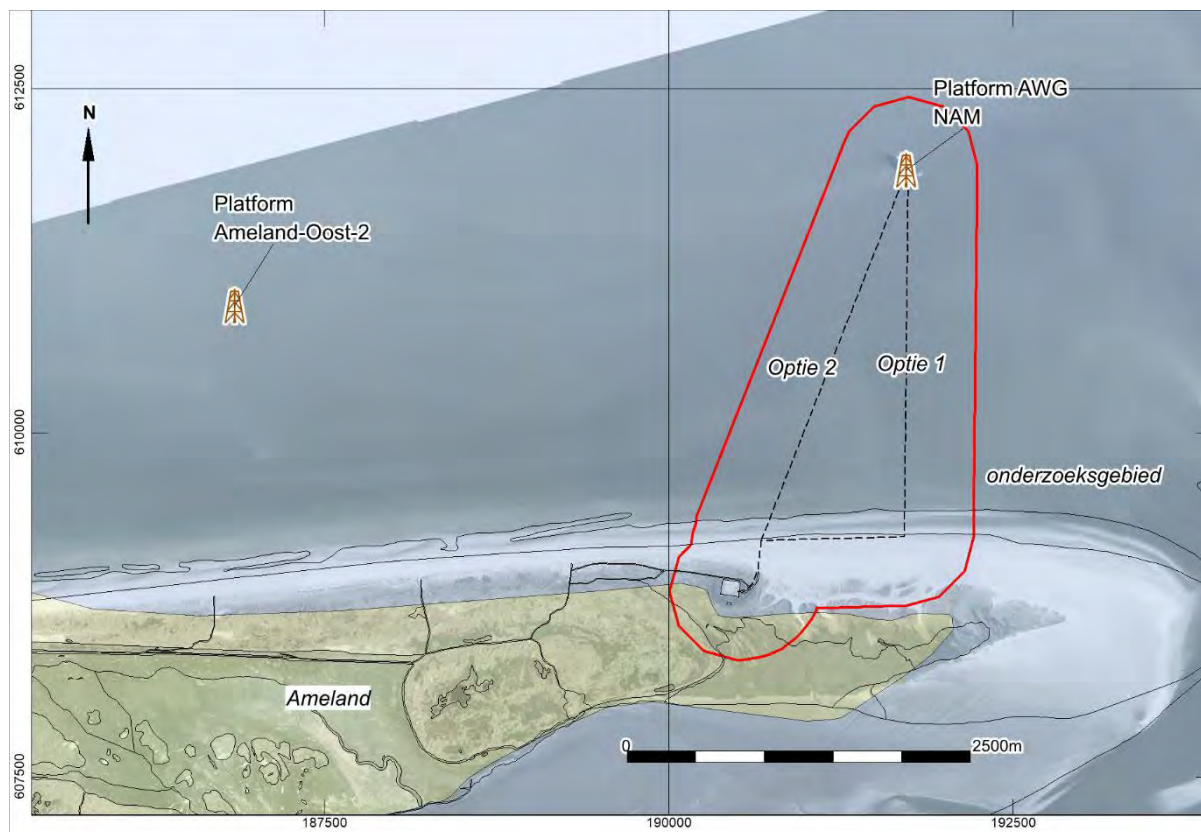 612500
Platform AWG
NAM
N
Platform
Ameland-Oost-2
Optie 2
Optie 1
610000
onderzoeksgebied
Ameland
0
2500m
607500
187500
190000
192500